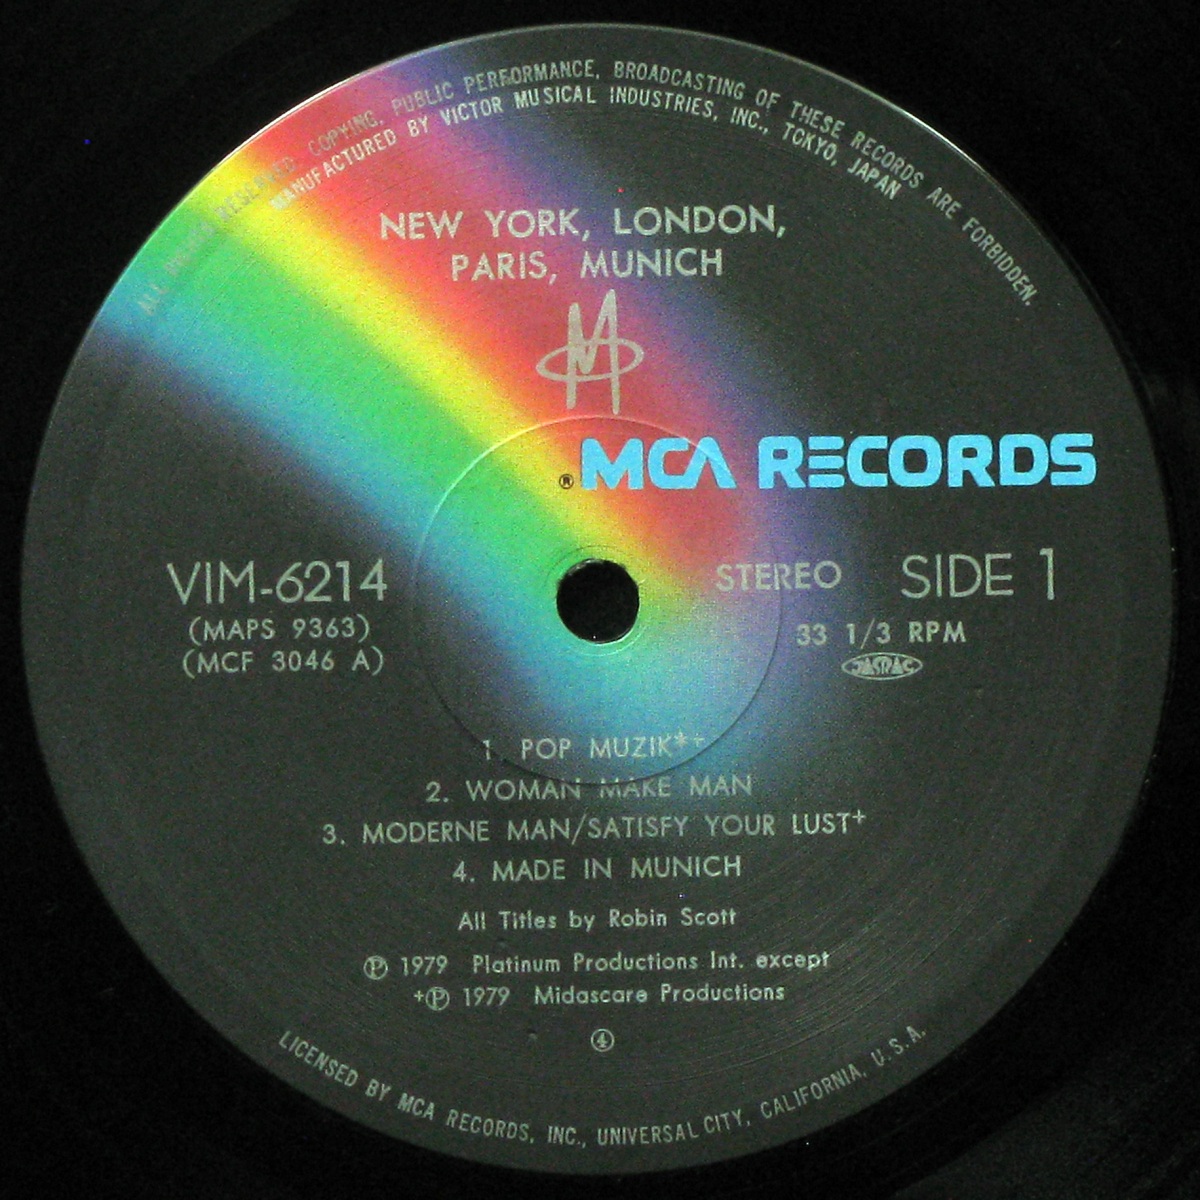 ALL RIGHTS RESERVED. COPYING, PUBLIC PERFORMANCE, BROADCASTING OF THESE RECORDS ARE FORBIDDEN.
MANUFACTURED BY VICTOR MUSICAL INDUSTRIES, INC., TOKYO, JAPAN
NEW YORK, LONDON,
PARIS, MUNICH
M
® MCA RECORDS
VIM-6214
(MAPS 9363)
(MCF 3046 A)
STEREO SIDE 1
33 1/3 RPM
JASRAC
1. POP MUZIK*+
2. WOMAN MAKE MAN
3. MODERNE MAN/SATISFY YOUR LUST+
4. MADE IN MUNICH
All Titles by Robin Scott
Ⓟ 1979 Platinum Productions Int. except
+Ⓟ 1979 Midascare Productions
④
LICENSED BY MCA RECORDS, INC., UNIVERSAL CITY, CALIFORNIA, U.S.A.